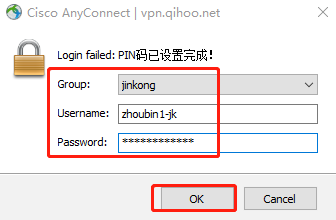 Cisco AnyConnect | vpn.qihoo.net
Login failed: PIN码已设置完成!
Group: jinkong
Username: zhoubin1-jk
Password: ************
OK Cancel